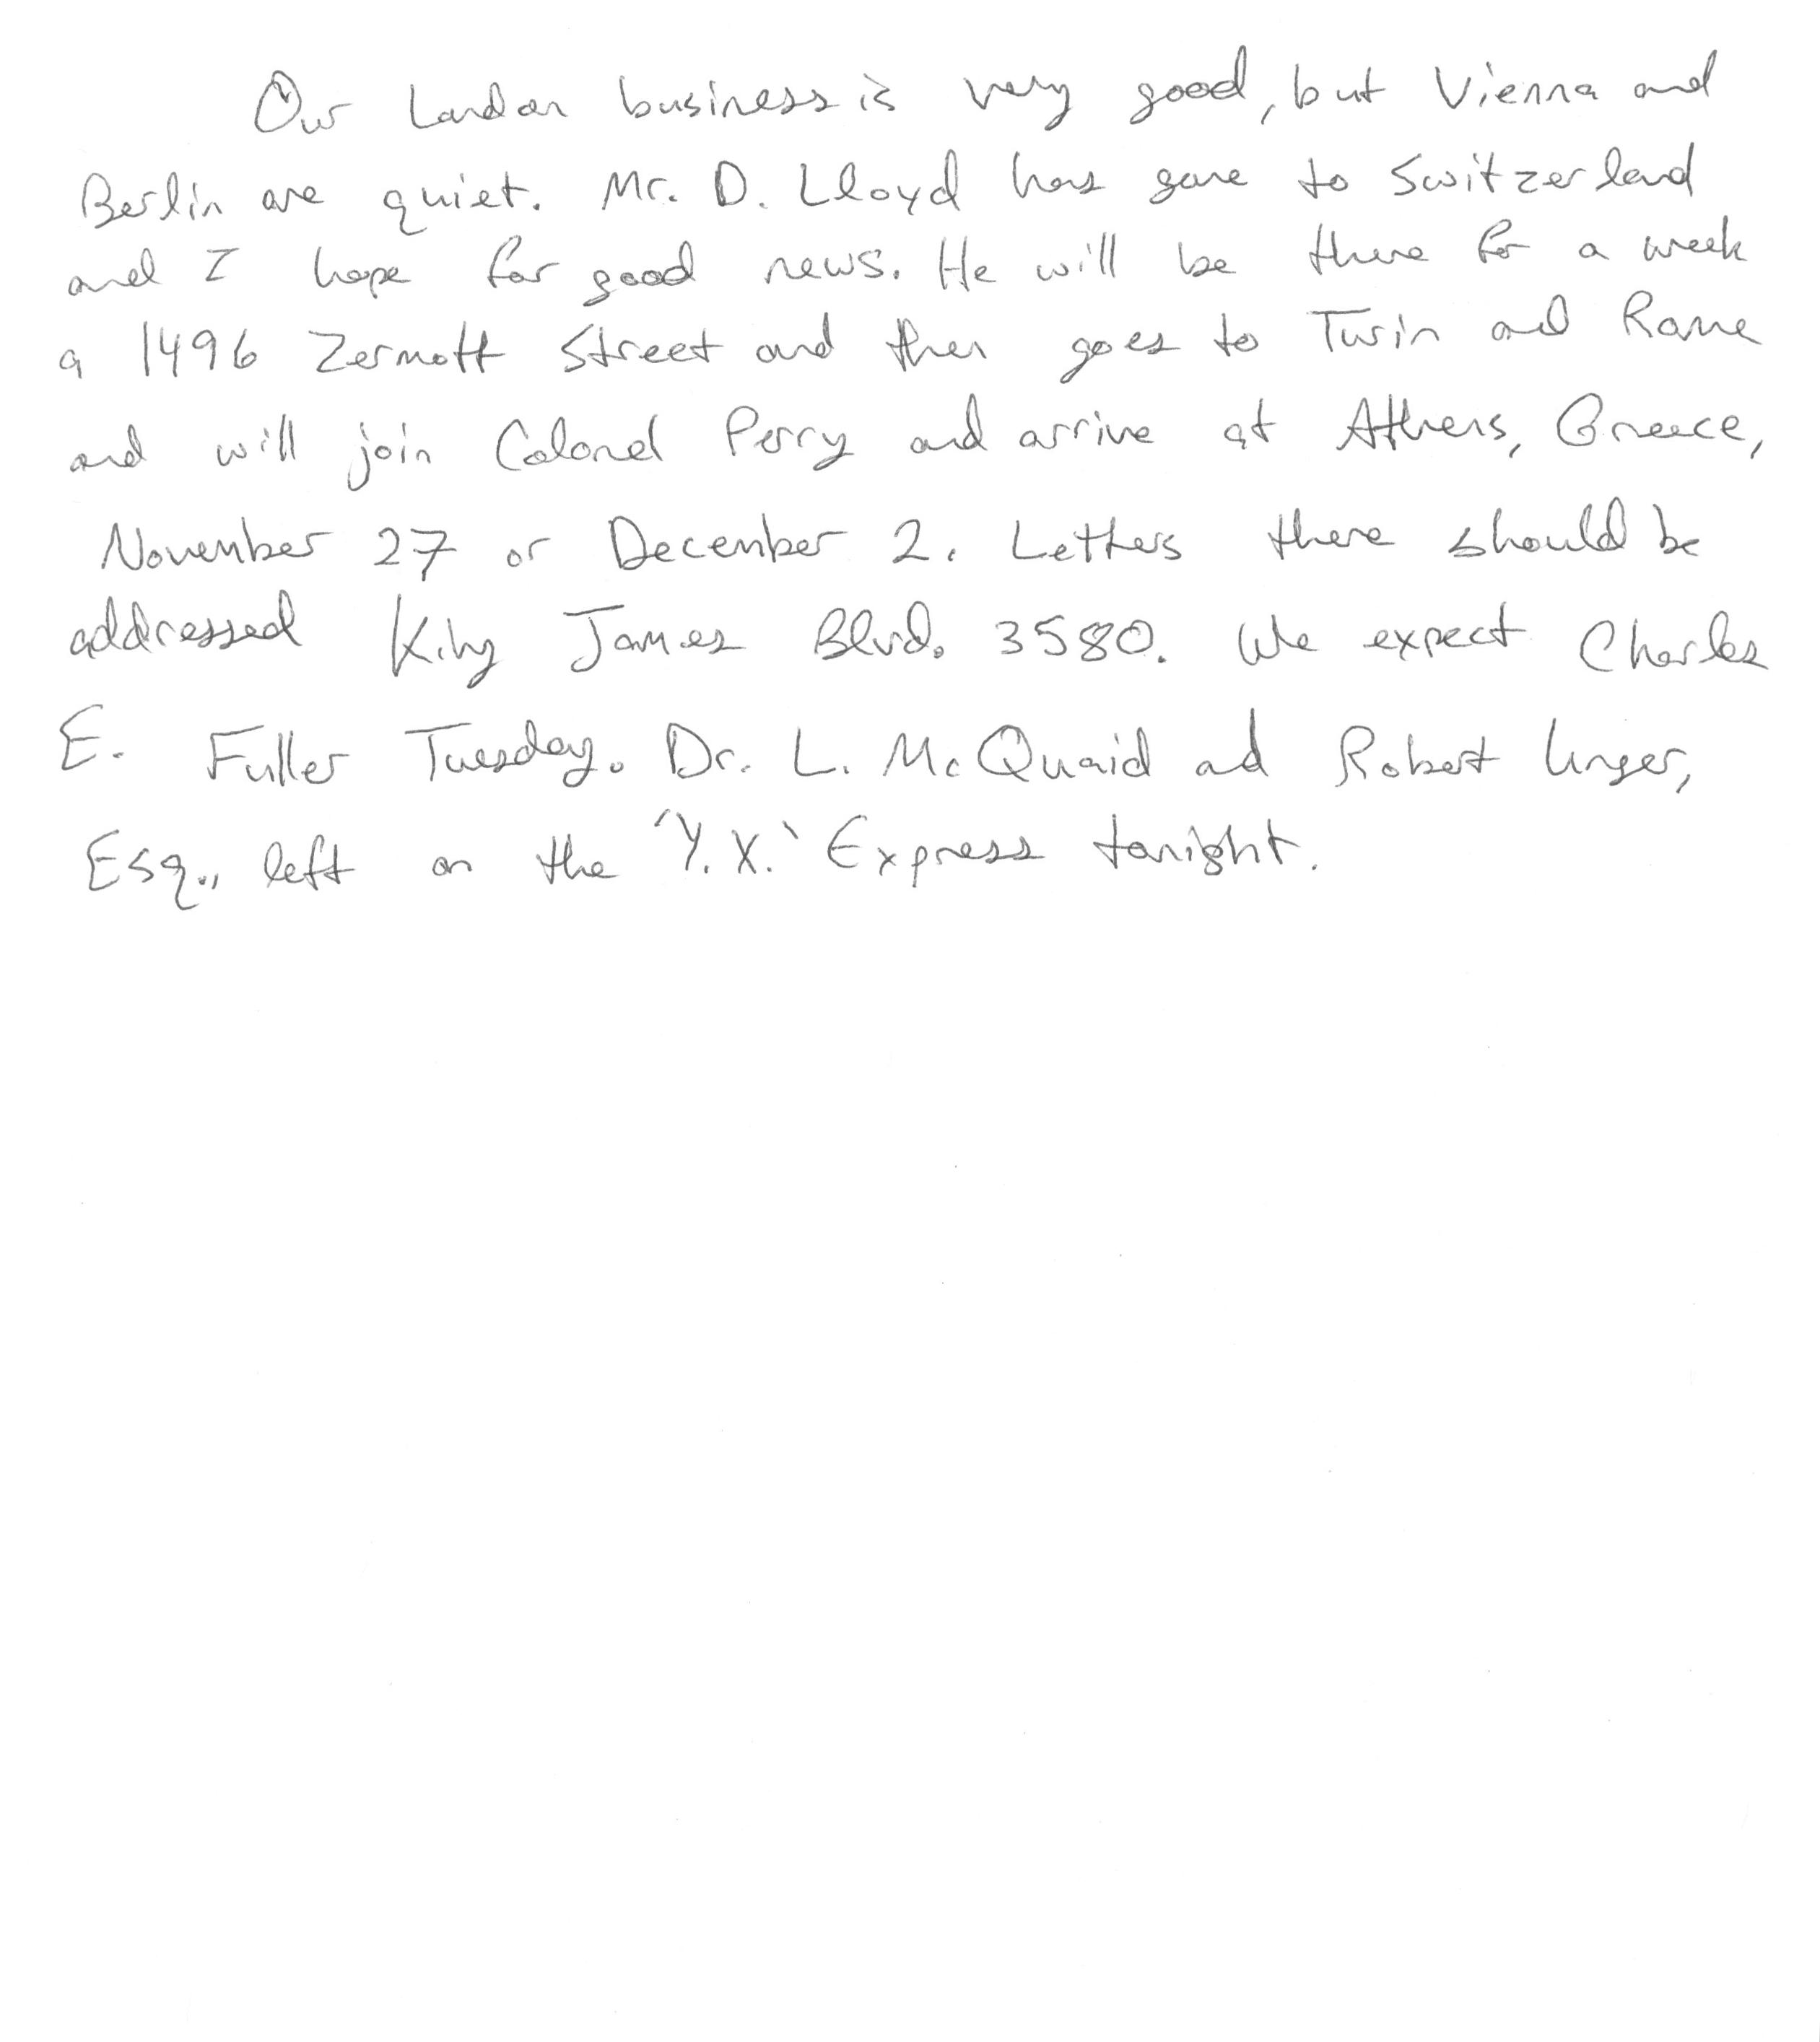 Our London business is very good, but Vienna and
Berlin are quiet. Mr. D. Lloyd has gone to Switzerland
and I hope for good news. He will be there for a week
a 1496 Zermott Street and then goes to Turin and Rome
and will join Colonel Perry and arrive at Athens, Greece,
November 27 or December 2. Letters there should be
addressed King James Blvd. 3580. We expect Charles
E. Fuller Tuesday. Dr. L. McQuaid and Robert Unger,
Esq., left on the 'Y.X.' Express tonight.